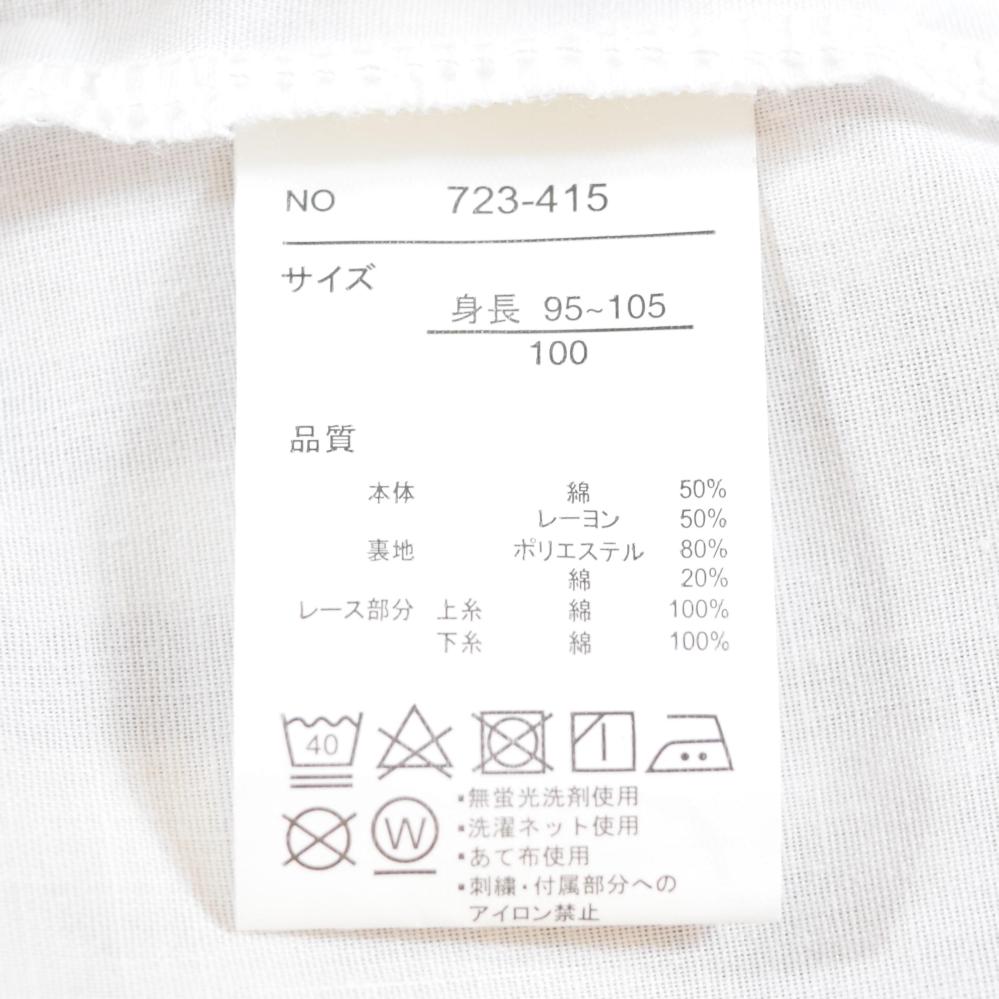 NO 723-415
サイズ
身長 95~105
100
品質
本体 綿 50%
レーヨン 50%
裏地 ポリエステル 80%
綿 20%
レース部分 上糸 綿 100%
下糸 綿 100%
40
W
・無蛍光洗剤使用
・洗濯ネット使用
・あて布使用
・刺繍・付属部分への
アイロン禁止